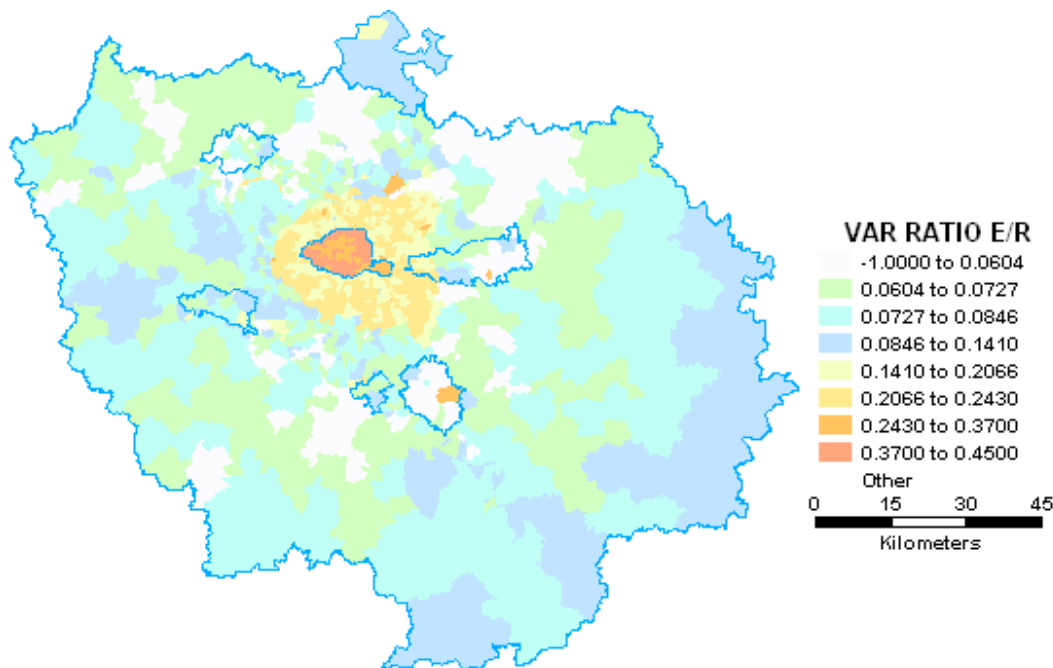 VAR RATIO E/R
-1.0000 to 0.0604
0.0604 to 0.0727
0.0727 to 0.0846
0.0846 to 0.1410
0.1410 to 0.2066
0.2066 to 0.2430
0.2430 to 0.3700
0.3700 to 0.4500
Other
0 15 30 45
Kilometers